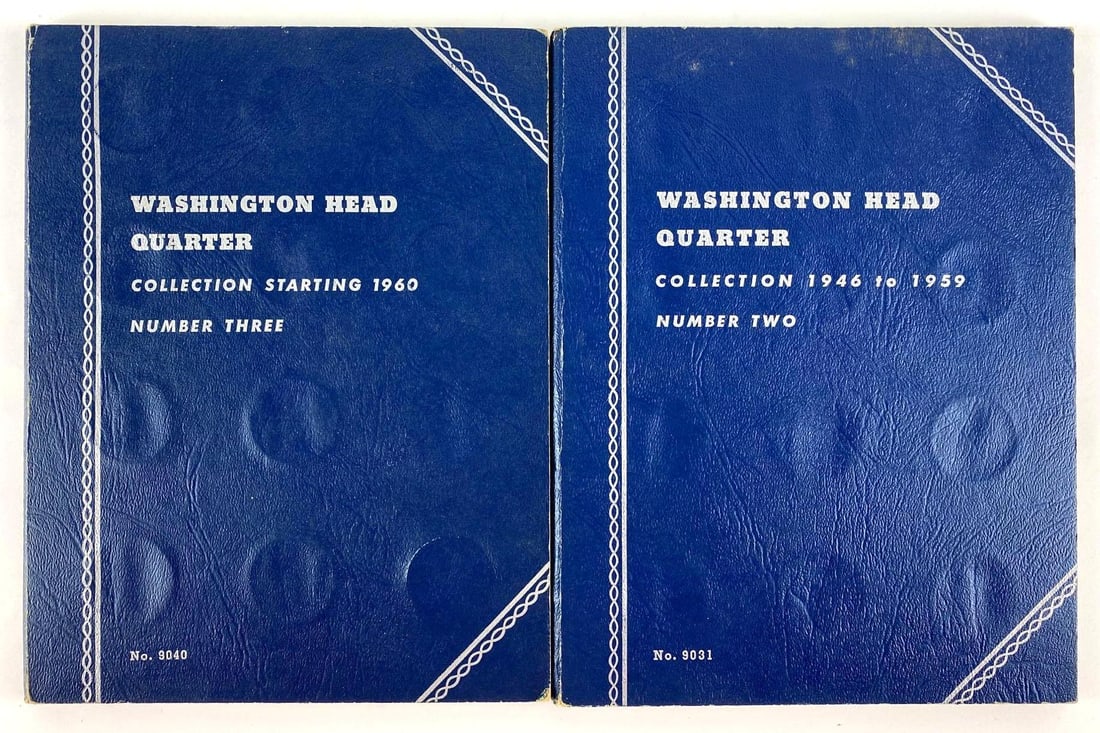 WASHINGTON HEAD
QUARTER
COLLECTION STARTING 1960
NUMBER THREE
No. 9040
WASHINGTON HEAD
QUARTER
COLLECTION 1946 to 1959
NUMBER TWO
No. 9031